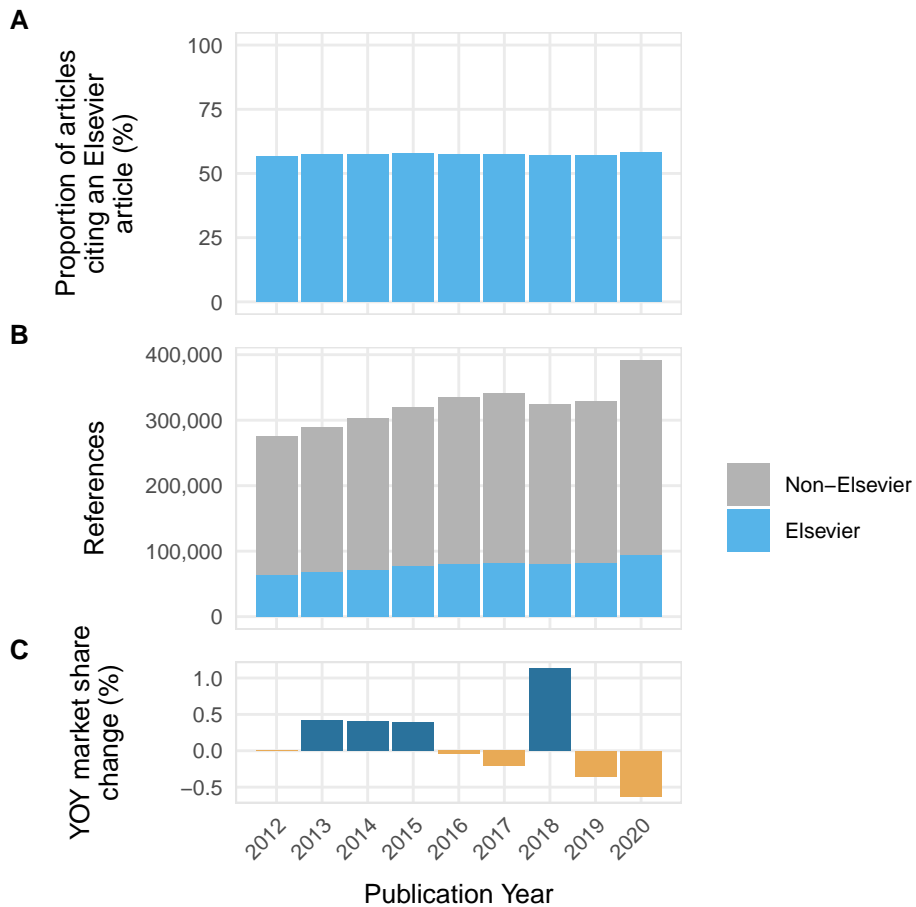 A
Proportion of articles
citing an Elsevier
article (%)
100
75
50
25
0
B
References
400,000
300,000
200,000
100,000
0
Non−Elsevier
Elsevier
C
YOY market share
change (%)
1.0
0.5
0.0
−0.5
2012
2013
2014
2015
2016
2017
2018
2019
2020
Publication Year